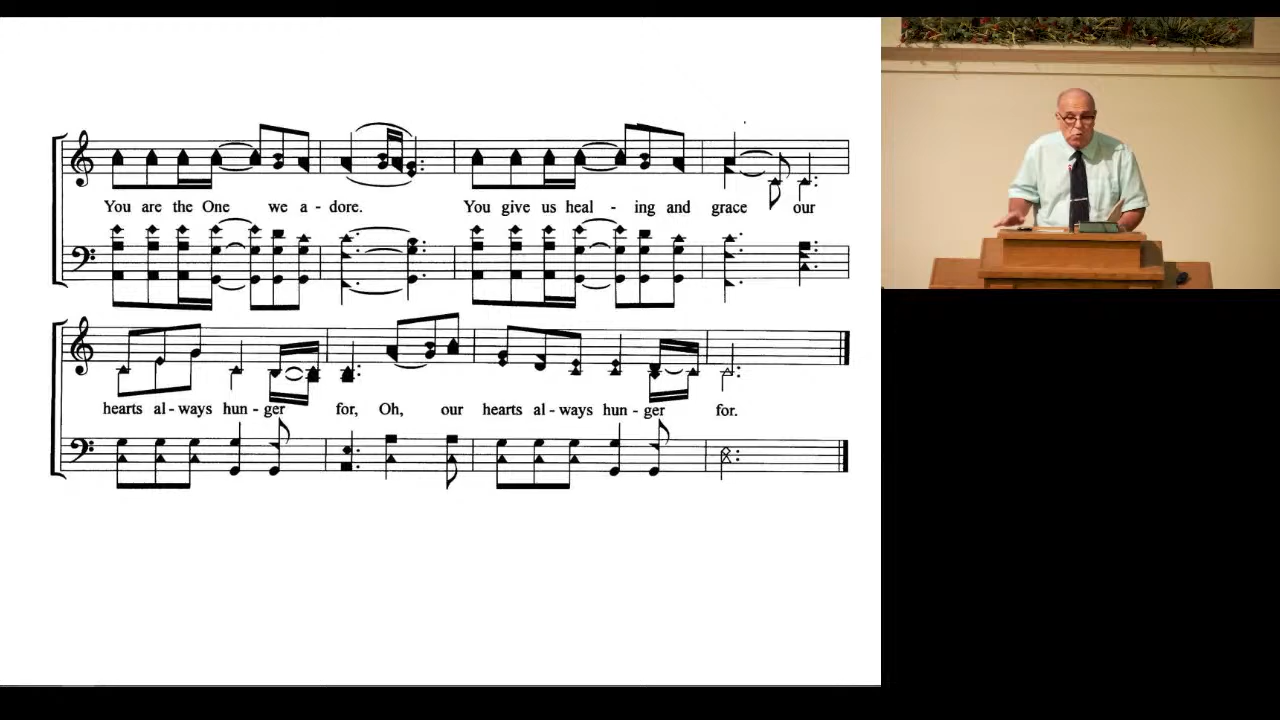 You are the One we a - dore. You give us heal - ing and grace our
hearts al - ways hun - ger for, Oh, our hearts al - ways hun - ger for.